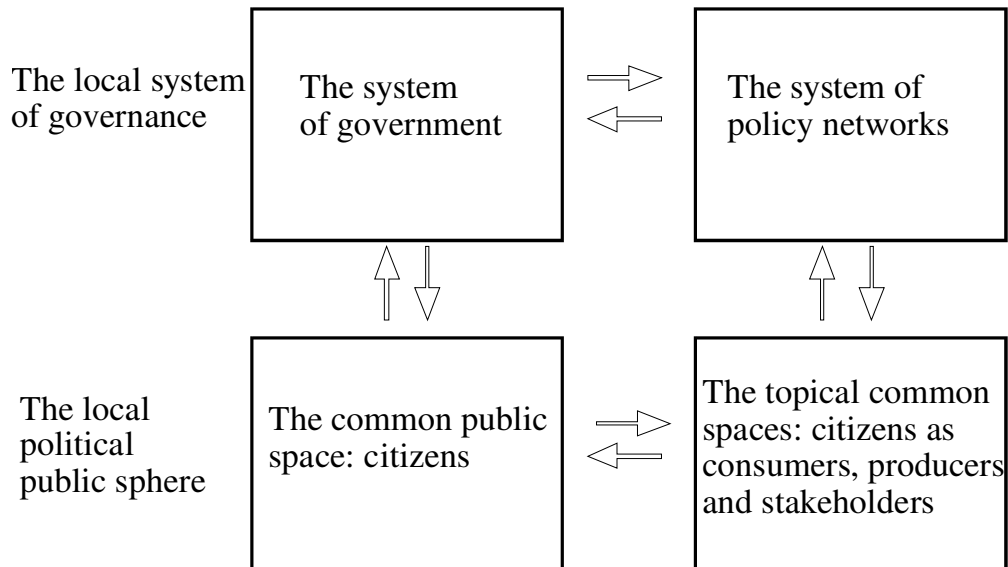 The local system
of governance
The system
of government
The system of
policy networks
The local
political
public sphere
The common public
space: citizens
The topical common
spaces: citizens as
consumers, producers
and stakeholders